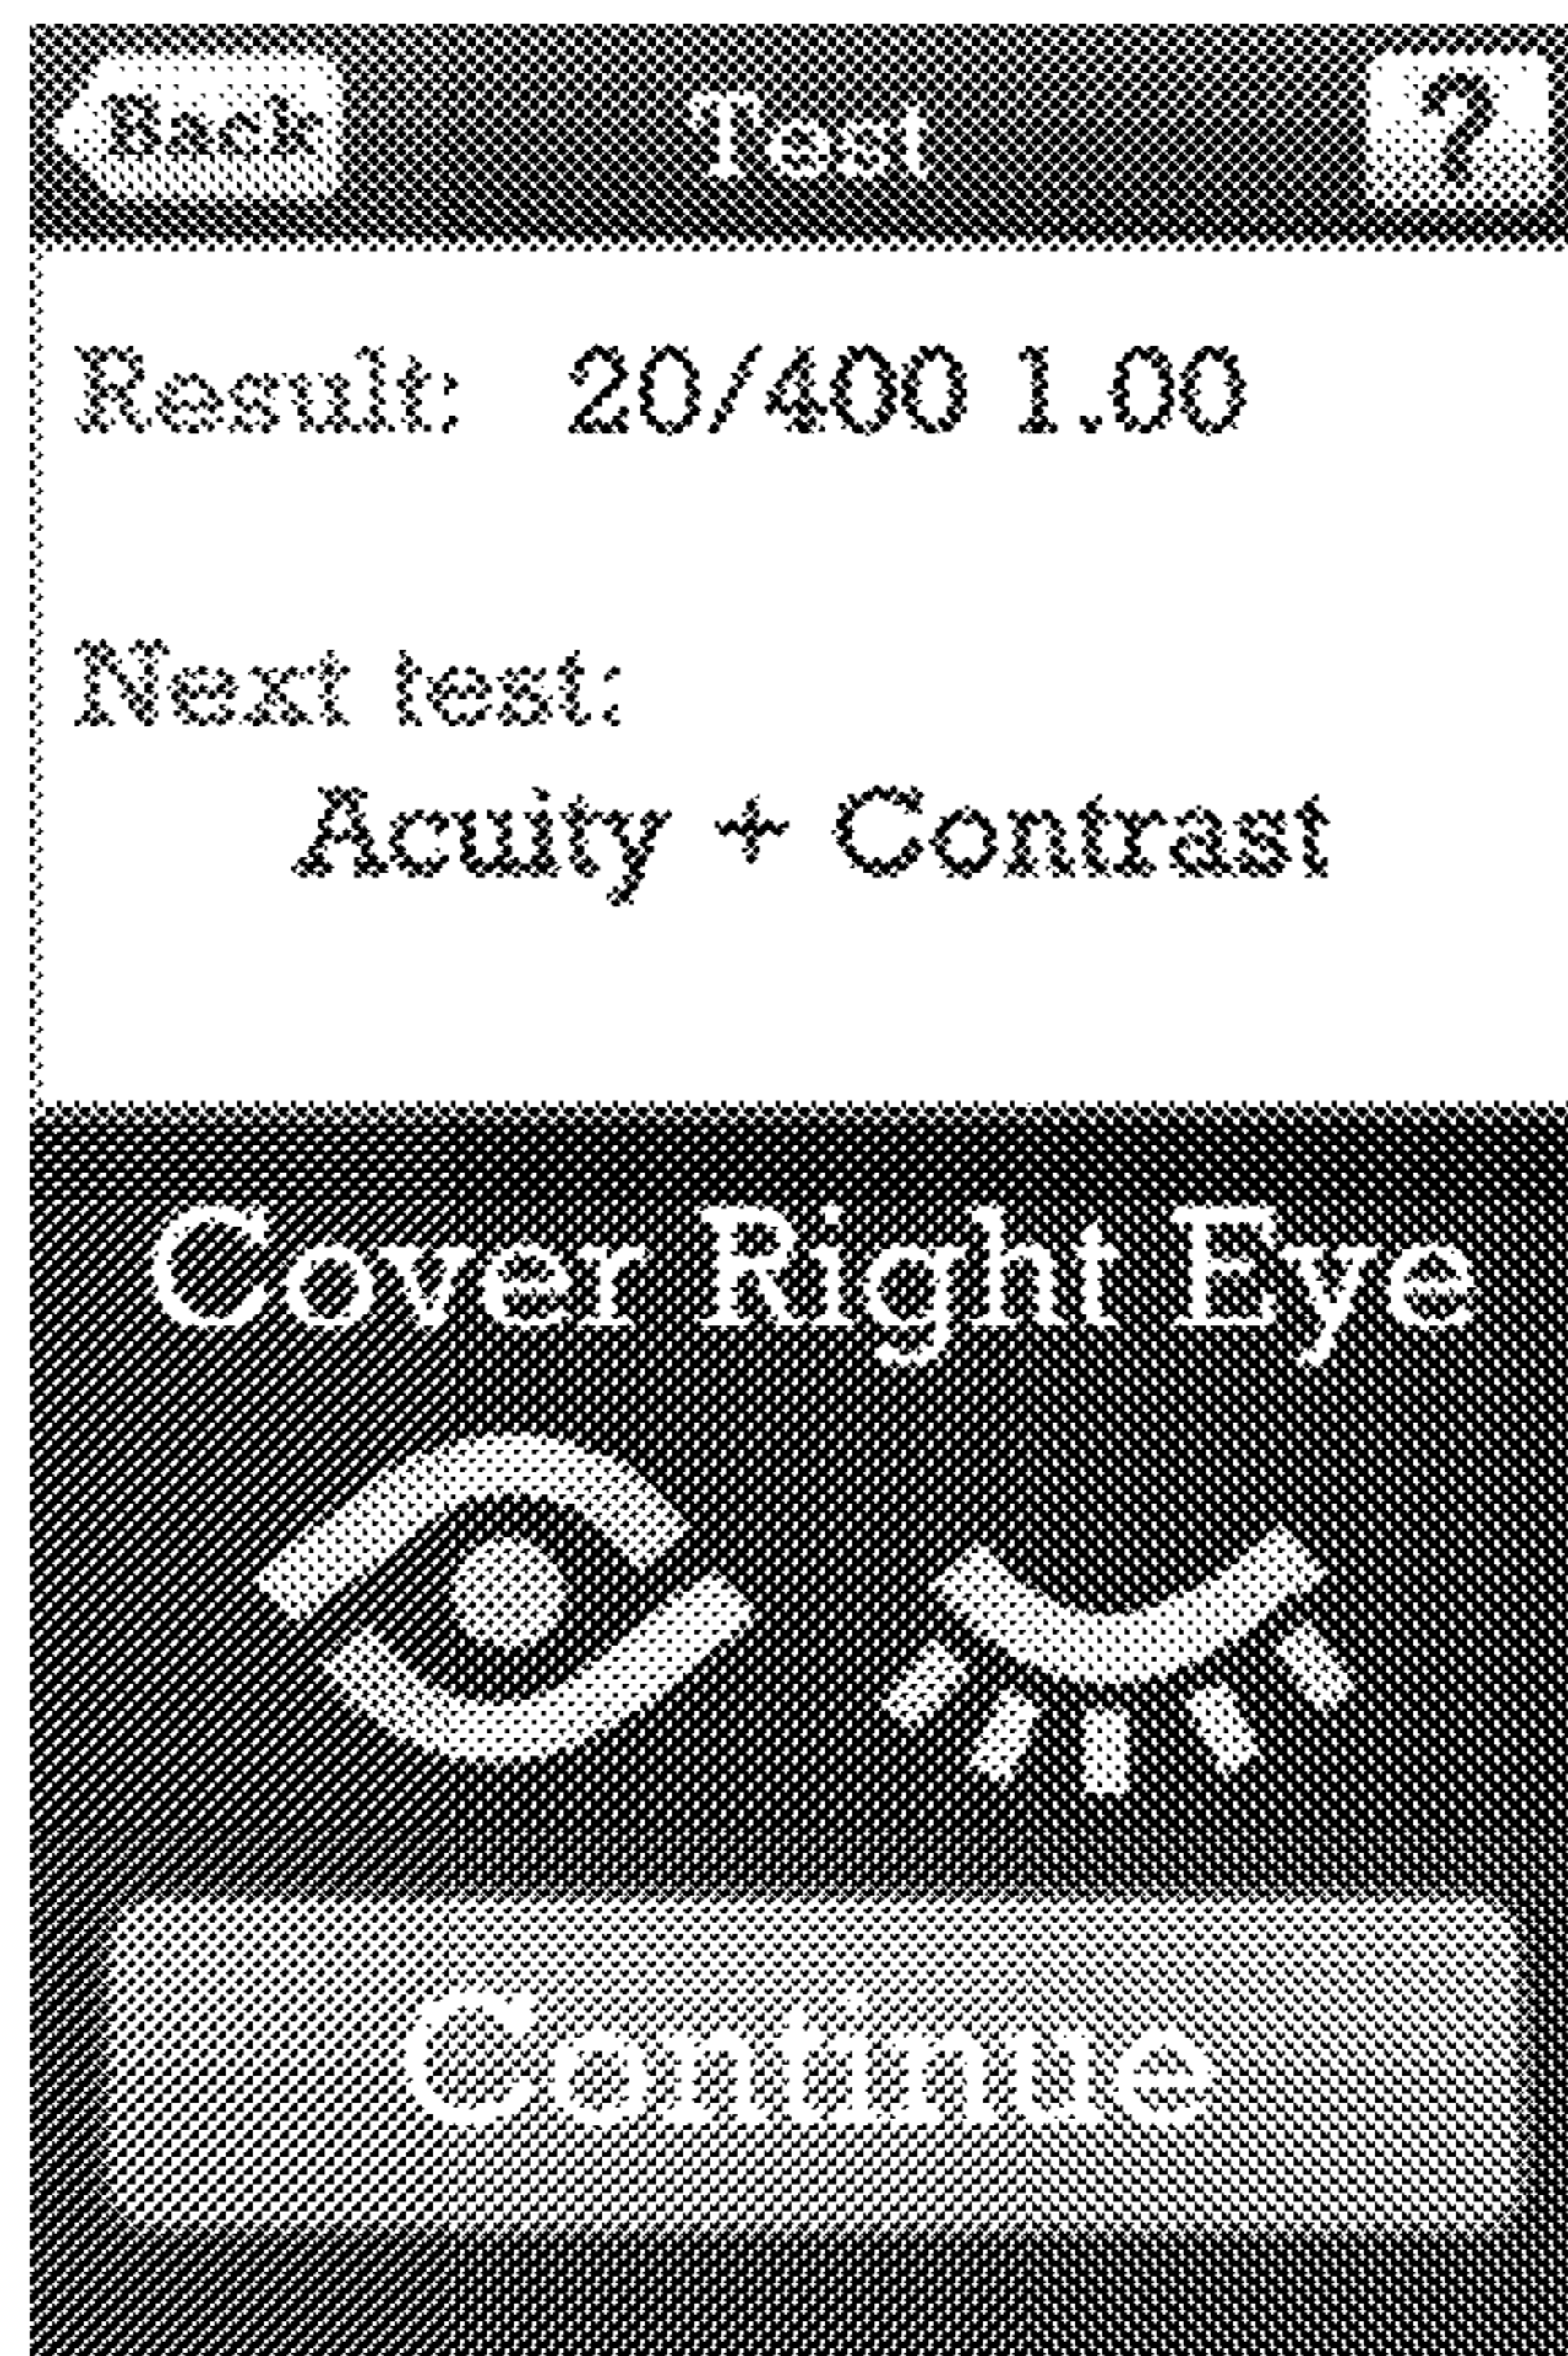 Back Test ?
Result: 20/400 1.00
Next test:
Acuity + Contrast
Cover Right Eye
Continue